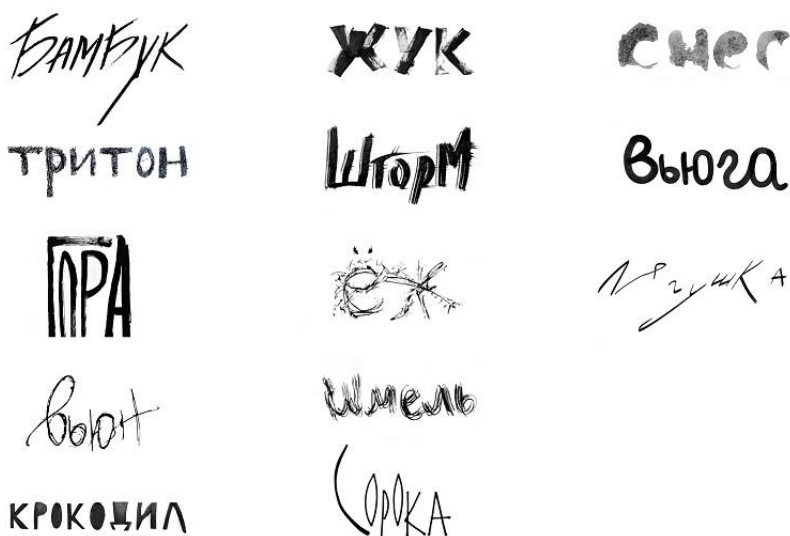 Бамбук
жук
снег
тритон
Шторм
вьюга
ГОРА
ёж
Лягушка
вьюн
шмель
КРОКОДИЛ
Сорока